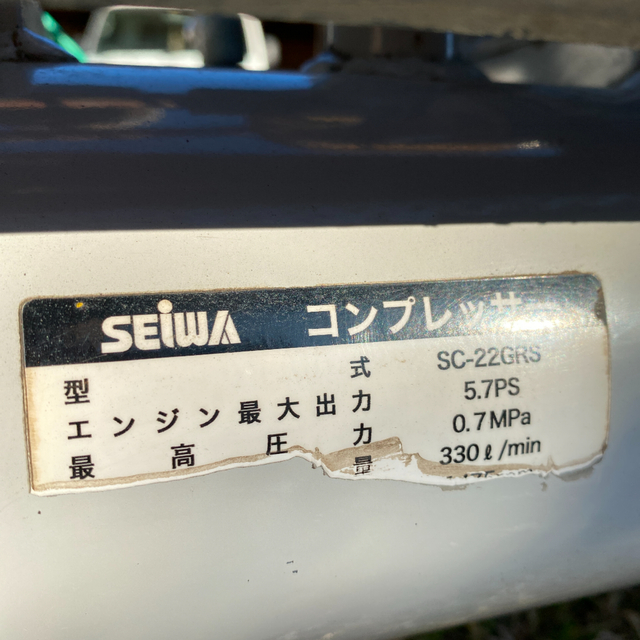 SEiWA コンプレッサー
型式 SC-22GRS
エンジン最大出力 5.7PS
最高圧力 0.7MPa
量 330ℓ/min